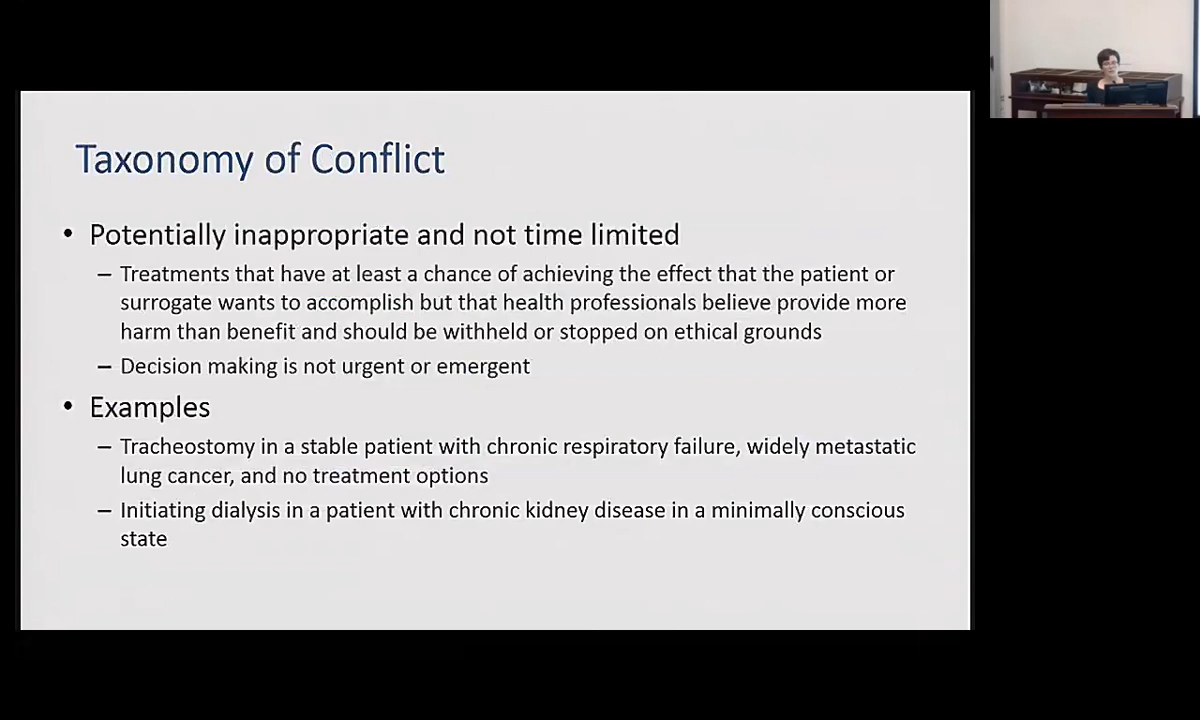 Taxonomy of Conflict
• Potentially inappropriate and not time limited
– Treatments that have at least a chance of achieving the effect that the patient or
surrogate wants to accomplish but that health professionals believe provide more
harm than benefit and should be withheld or stopped on ethical grounds
– Decision making is not urgent or emergent
• Examples
– Tracheostomy in a stable patient with chronic respiratory failure, widely metastatic
lung cancer, and no treatment options
– Initiating dialysis in a patient with chronic kidney disease in a minimally conscious
state